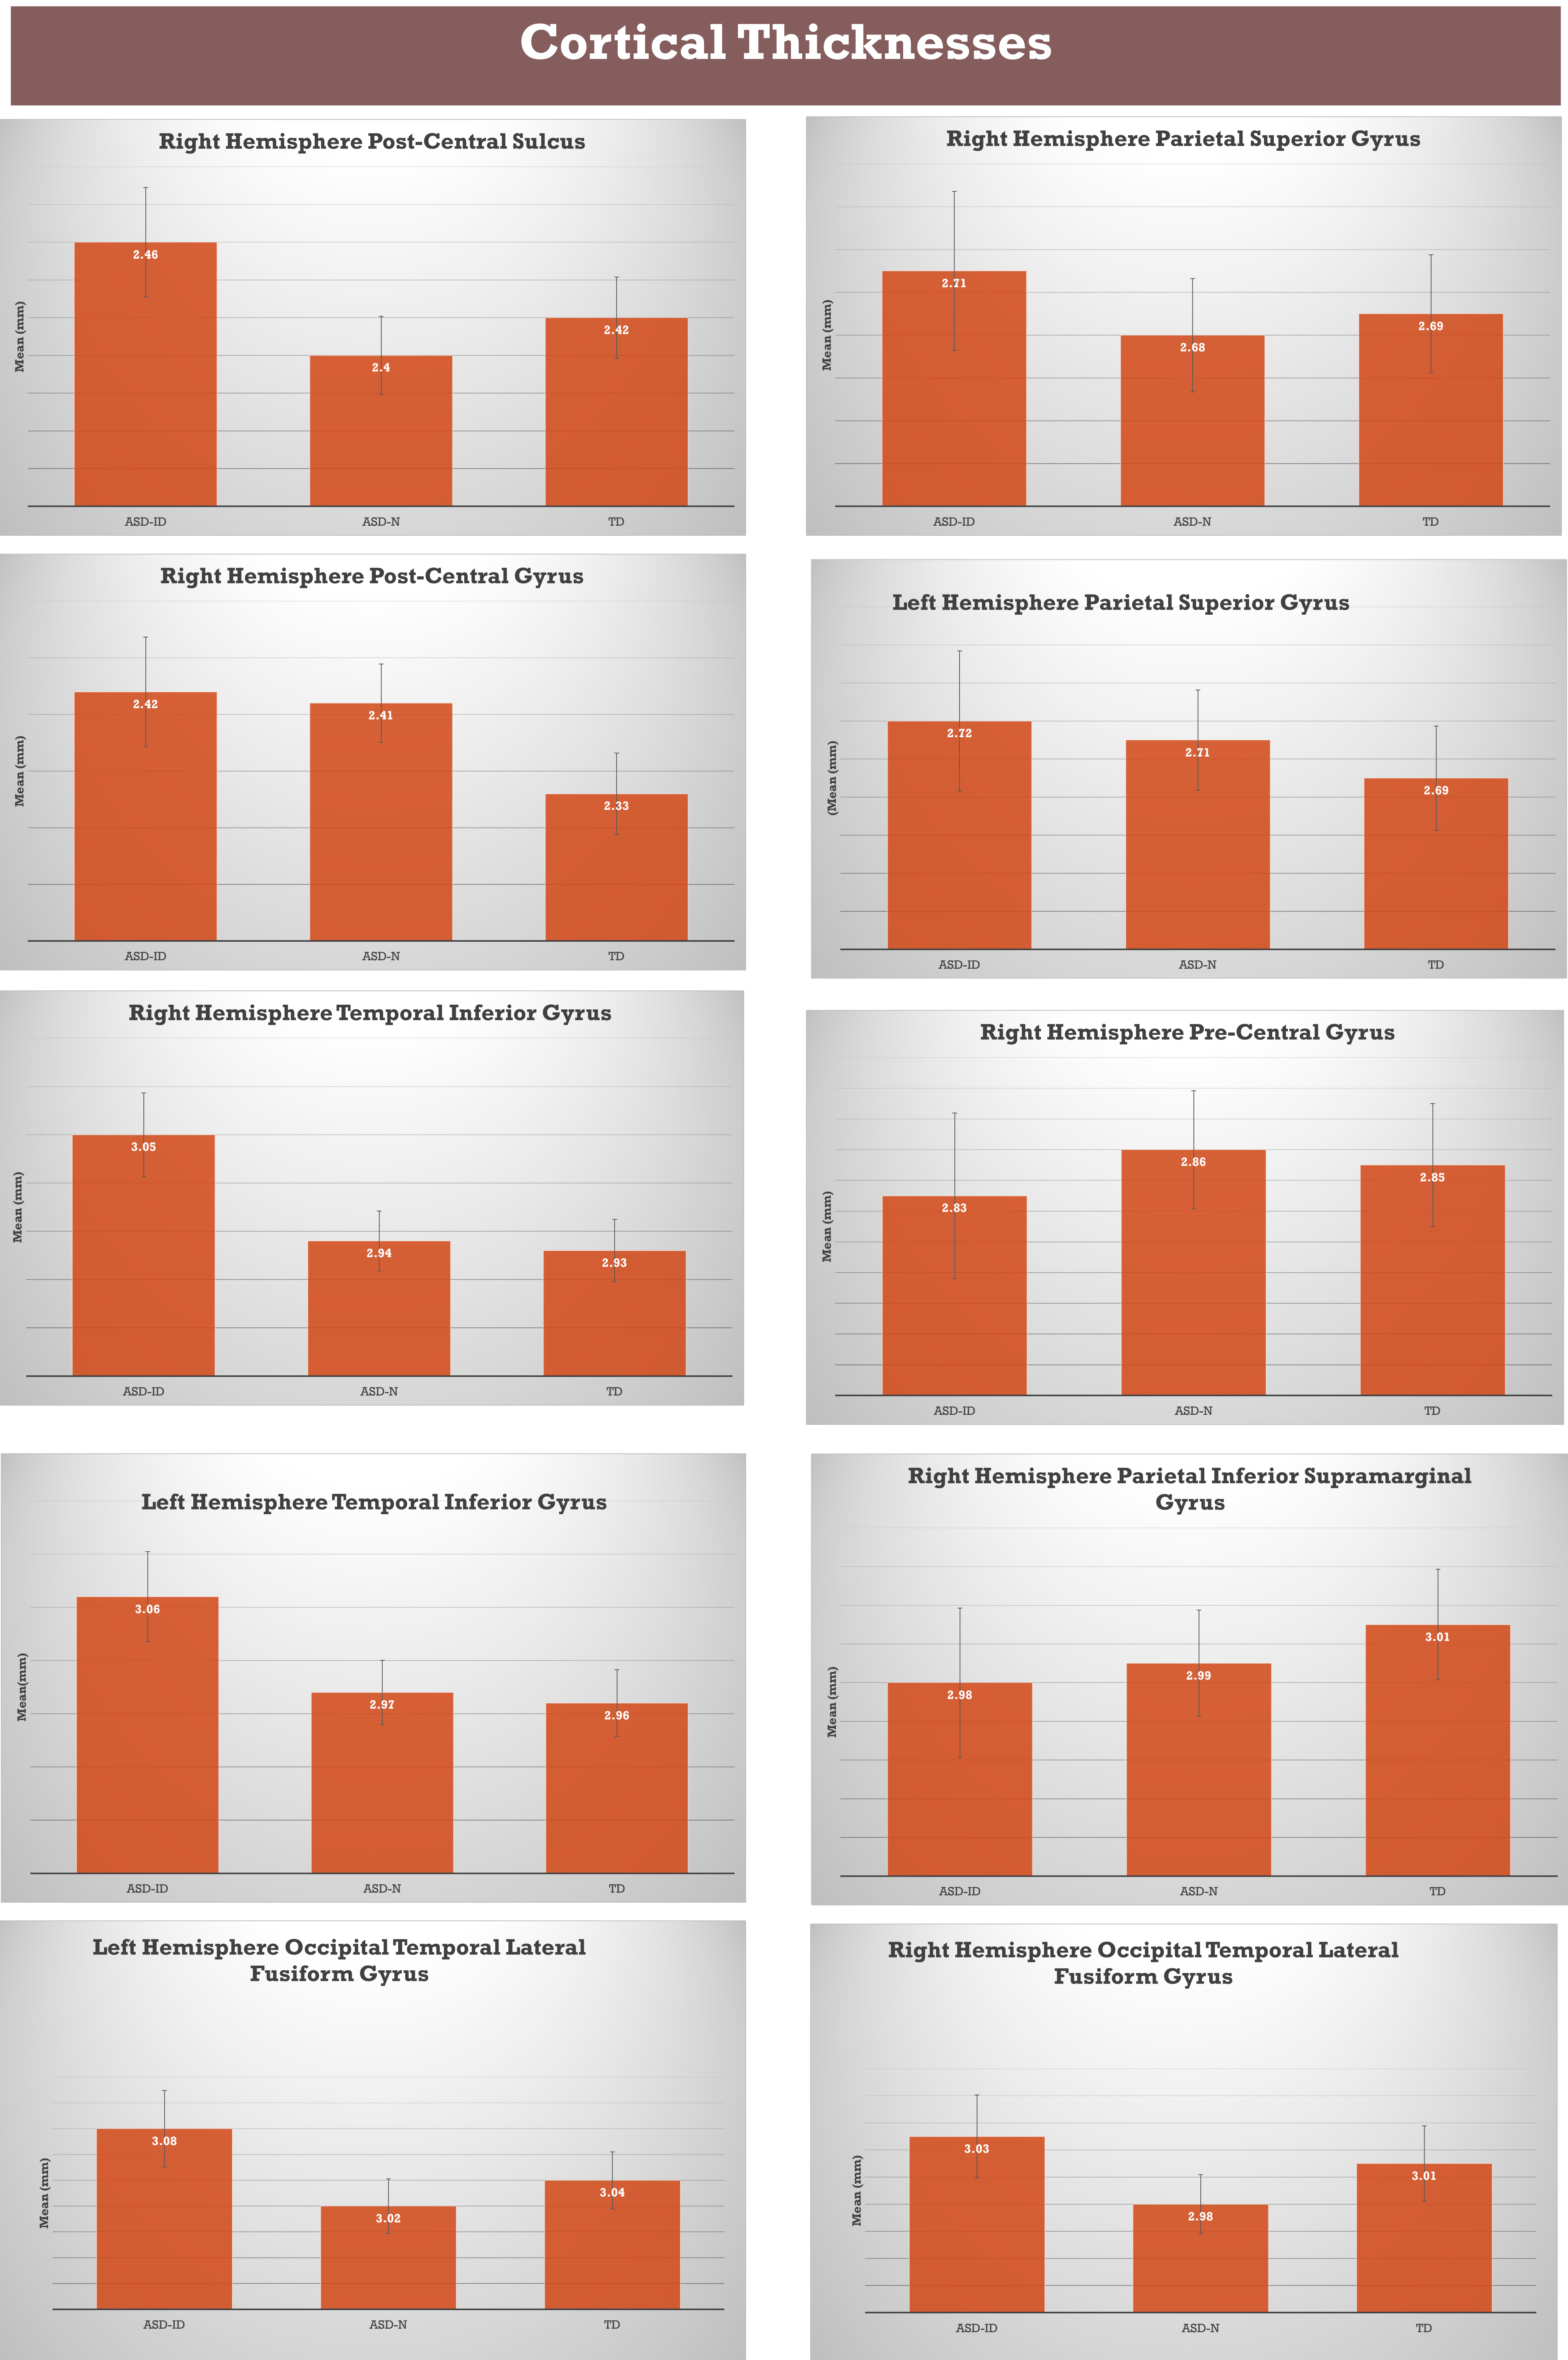 Cortical Thicknesses
Right Hemisphere Post-Central Sulcus
Mean (mm)
2.46
2.4
2.42
ASD-ID
ASD-N
TD
Right Hemisphere Parietal Superior Gyrus
Mean (mm)
2.71
2.68
2.69
ASD-ID
ASD-N
TD
Right Hemisphere Post-Central Gyrus
Mean (mm)
2.42
2.41
2.33
ASD-ID
ASD-N
TD
Left Hemisphere Parietal Superior Gyrus
(Mean (mm)
2.72
2.71
2.69
ASD-ID
ASD-N
TD
Right Hemisphere Temporal Inferior Gyrus
Mean (mm)
3.05
2.94
2.93
ASD-ID
ASD-N
TD
Right Hemisphere Pre-Central Gyrus
Mean (mm)
2.83
2.86
2.85
ASD-ID
ASD-N
TD
Left Hemisphere Temporal Inferior Gyrus
Mean(mm)
3.06
2.97
2.96
ASD-ID
ASD-N
TD
Right Hemisphere Parietal Inferior Supramarginal
Gyrus
Mean (mm)
2.98
2.99
3.01
ASD-ID
ASD-N
TD
Left Hemisphere Occipital Temporal Lateral
Fusiform Gyrus
Mean (mm)
3.08
3.02
3.04
ASD-ID
ASD-N
TD
Right Hemisphere Occipital Temporal Lateral
Fusiform Gyrus
Mean (mm)
3.03
2.98
3.01
ASD-ID
ASD-N
TD